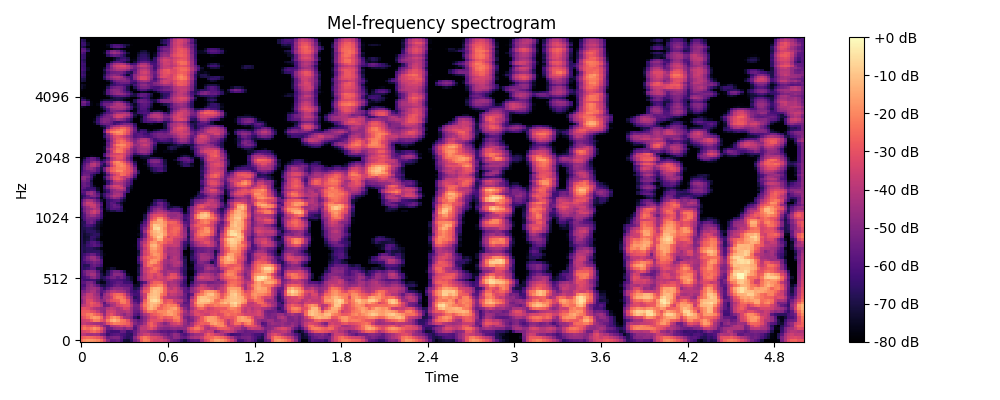 Mel-frequency spectrogram
+0 dB
-10 dB
-20 dB
-30 dB
-40 dB
-50 dB
-60 dB
-70 dB
-80 dB
Hz
4096
2048
1024
512
0
0 0.6 1.2 1.8 2.4 3 3.6 4.2 4.8
Time